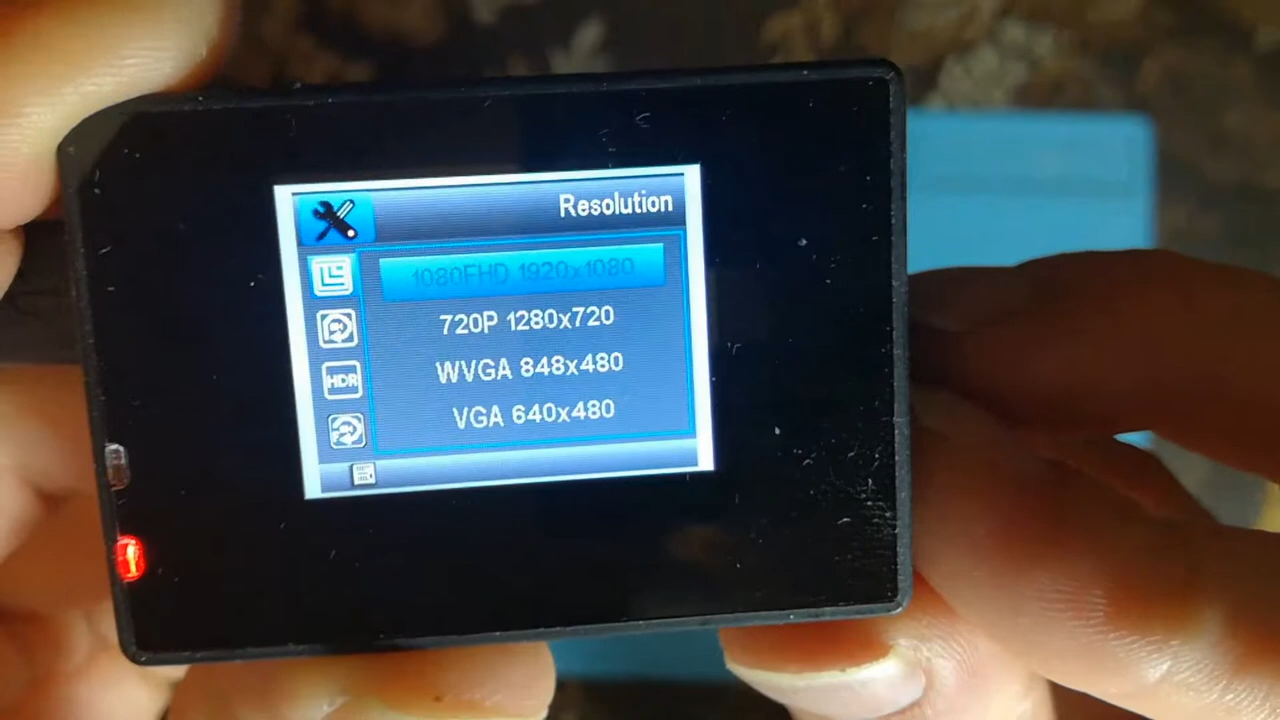 Resolution
1080FHD 1920x1080
720P 1280x720
WVGA 848x480
HDR
VGA 640x480